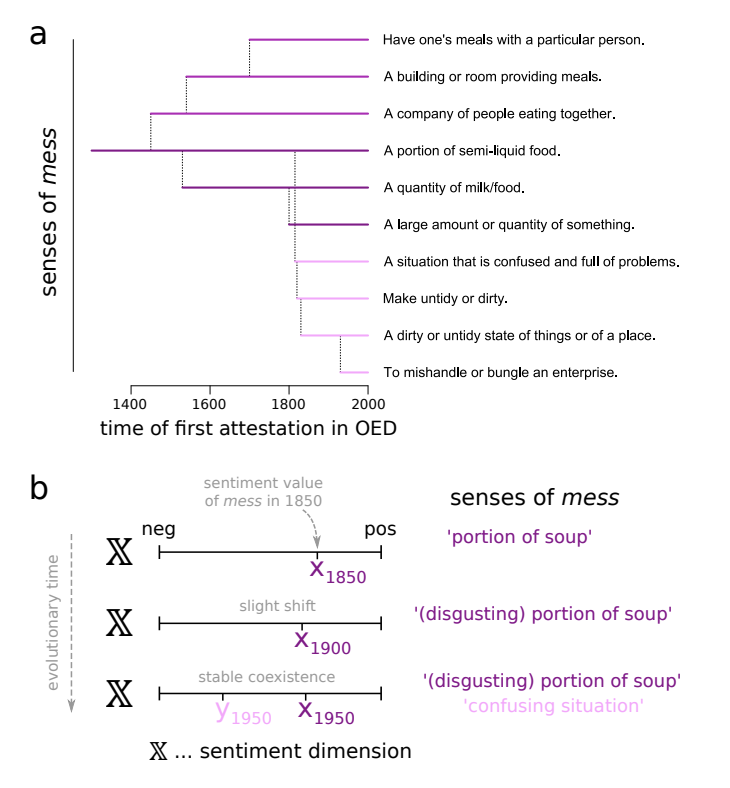 a
senses of mess
Have one's meals with a particular person.
A building or room providing meals.
A company of people eating together.
A portion of semi-liquid food.
A quantity of milk/food.
A large amount or quantity of something.
A situation that is confused and full of problems.
Make untidy or dirty.
A dirty or untidy state of things or of a place.
To mishandle or bungle an enterprise.
1400 1600 1800 2000
time of first attestation in OED
b
evolutionary time
sentiment value
of mess in 1850
senses of mess
neg pos
𝕏 x1850 'portion of soup'
slight shift
𝕏 x1900 '(disgusting) portion of soup'
stable coexistence
𝕏 y1950 x1950 '(disgusting) portion of soup'
'confusing situation'
𝕏 ... sentiment dimension